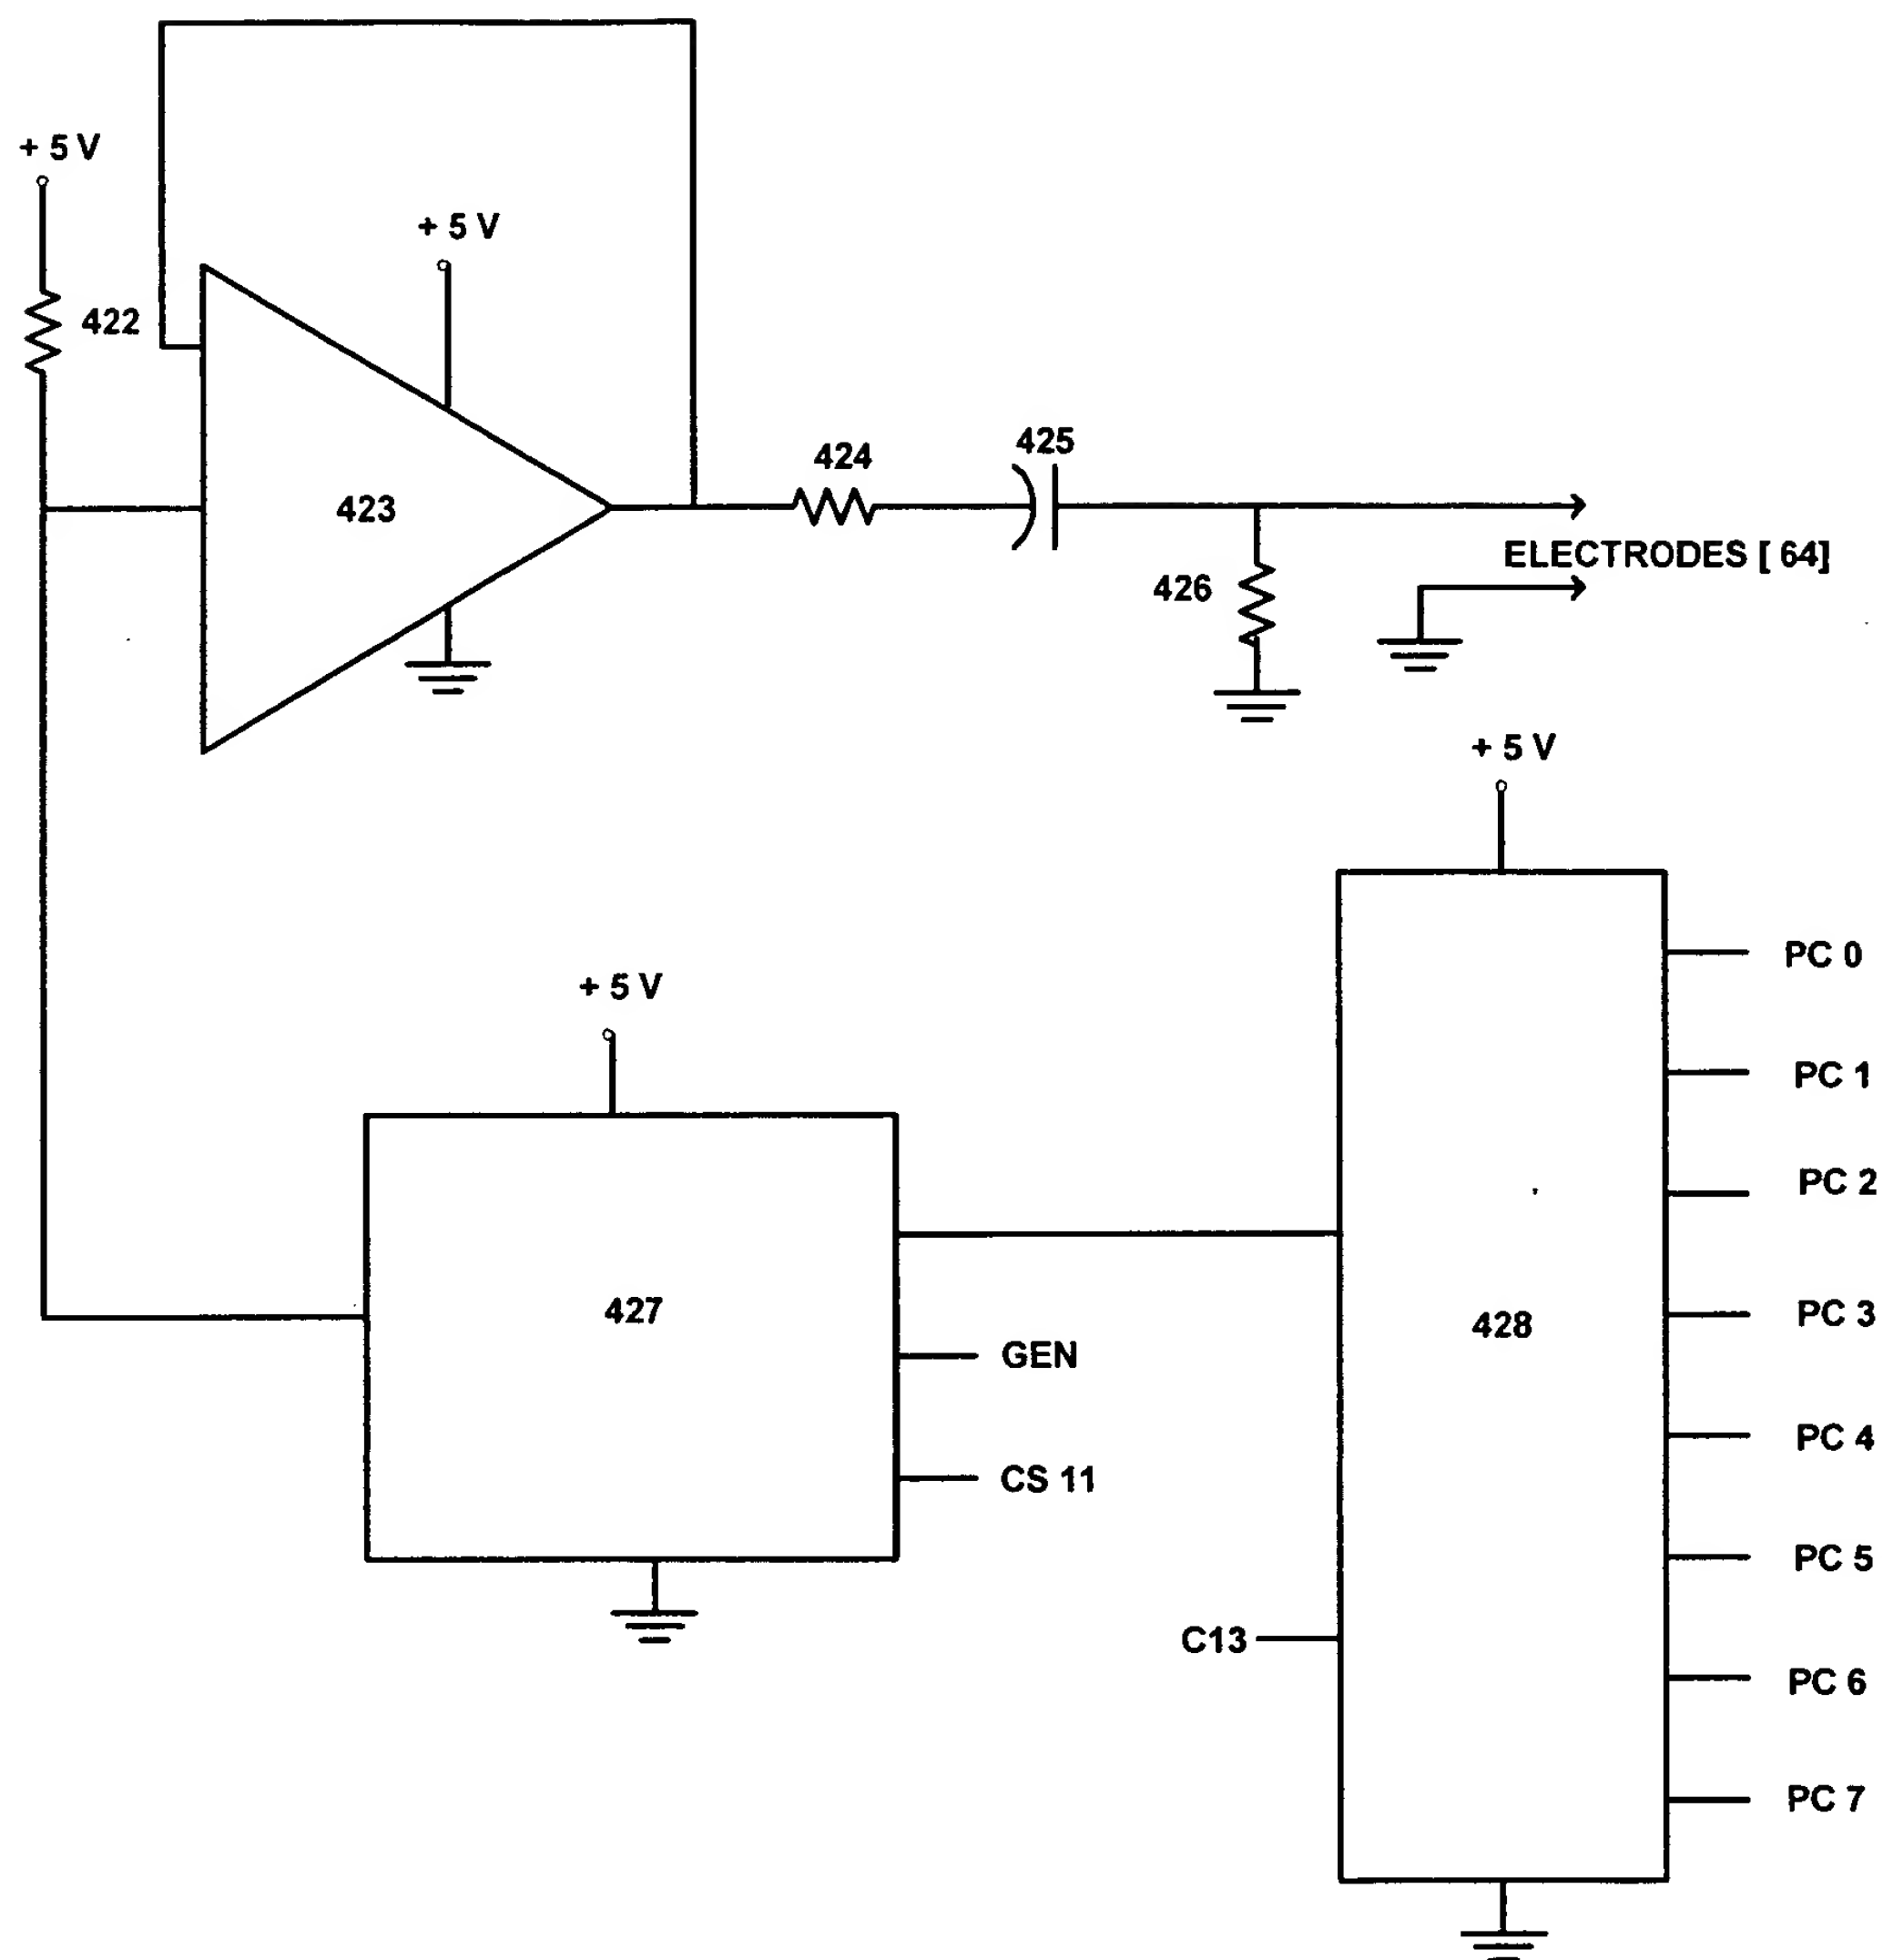 + 5 V
+ 5 V
422
425
424
423
ELECTRODES [ 64]
426
+ 5 V
PC 0
+ 5 V
PC 1
PC 2
427
PC 3
428
GEN
PC 4
CS 11
PC 5
C13
PC 6
PC 7